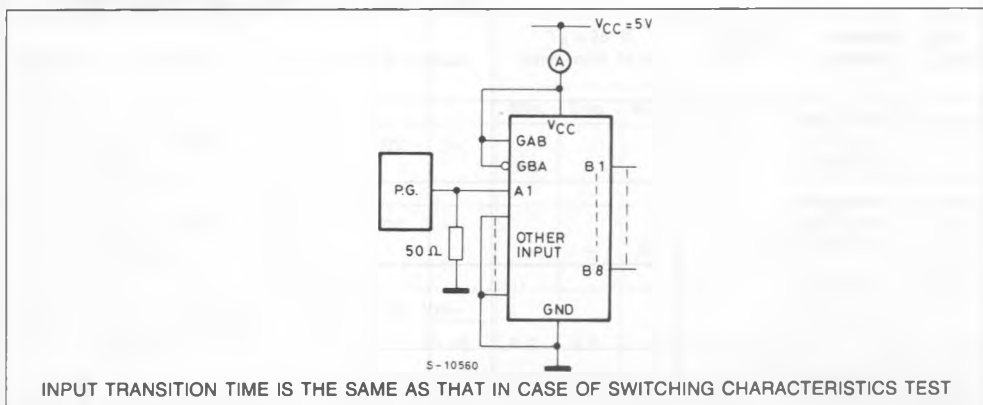 VCC = 5V
A
VCC
GAB
GBA
B1
P.G.
A1
50Ω
OTHER
INPUT
B8
GND
S-10560
INPUT TRANSITION TIME IS THE SAME AS THAT IN CASE OF SWITCHING CHARACTERISTICS TEST